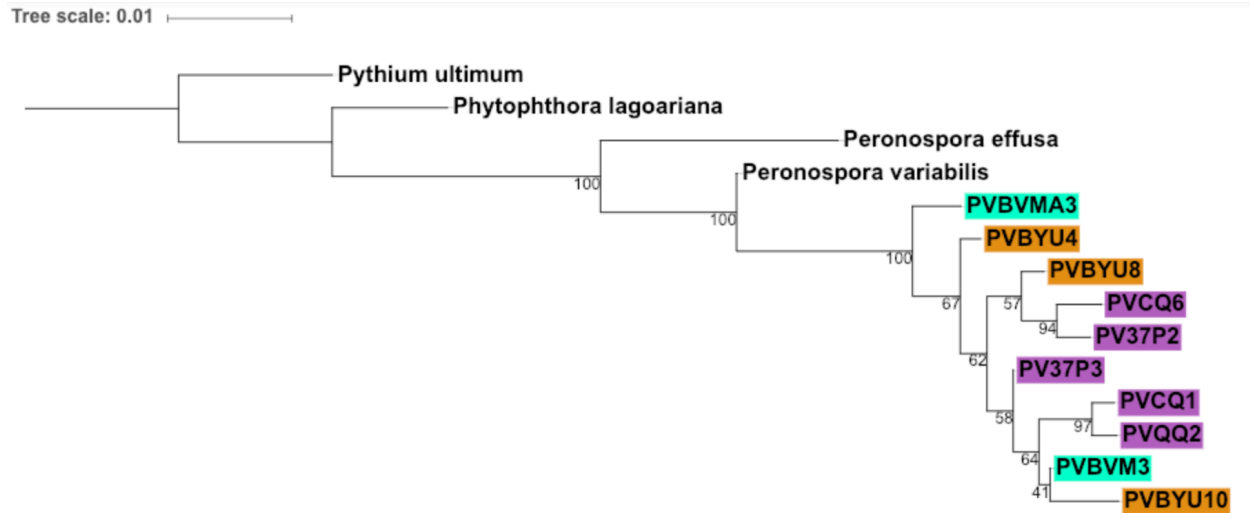 Tree scale: 0.01
Pythium ultimum
Phytophthora lagoariana
Peronospora effusa
100
Peronospora variabilis
100
PVBVMA3
100
PVBYU4
67
PVBYU8
57
PVCQ6
94
PV37P2
62
PV37P3
58
PVCQ1
97
PVQQ2
64
PVBVM3
41
PVBYU10